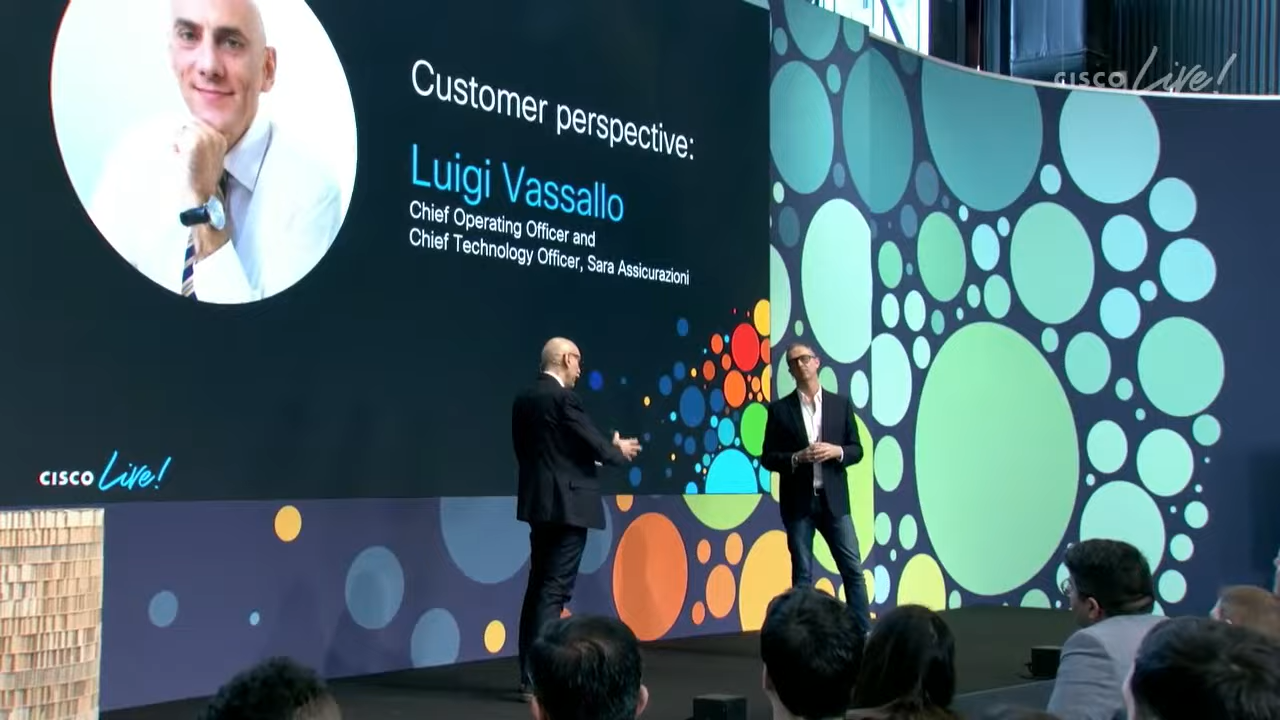 Customer perspective:
Luigi Vassallo
Chief Operating Officer and
Chief Technology Officer, Sara Assicurazioni
CISCO Live!
CISCO Live!